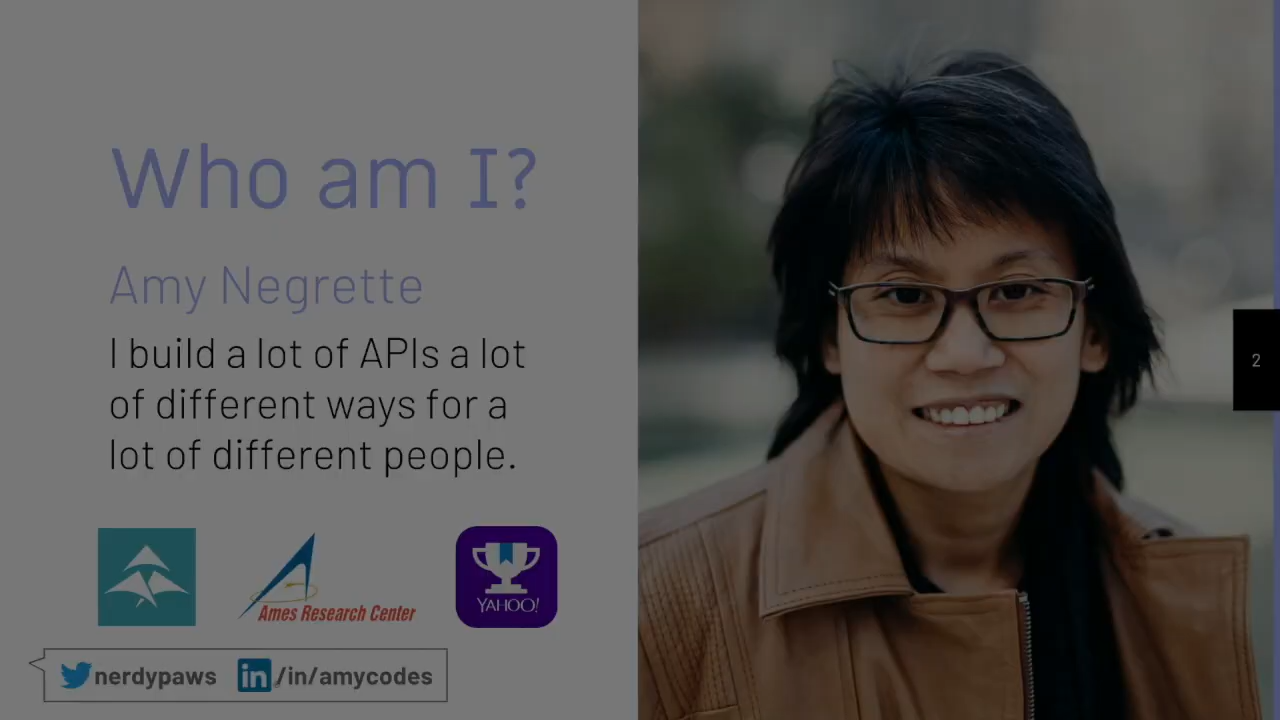 Who am I?
Amy Negrette
I build a lot of APIs a lot
of different ways for a
lot of different people.
Ames Research Center
YAHOO!
nerdypaws /in/amycodes
2